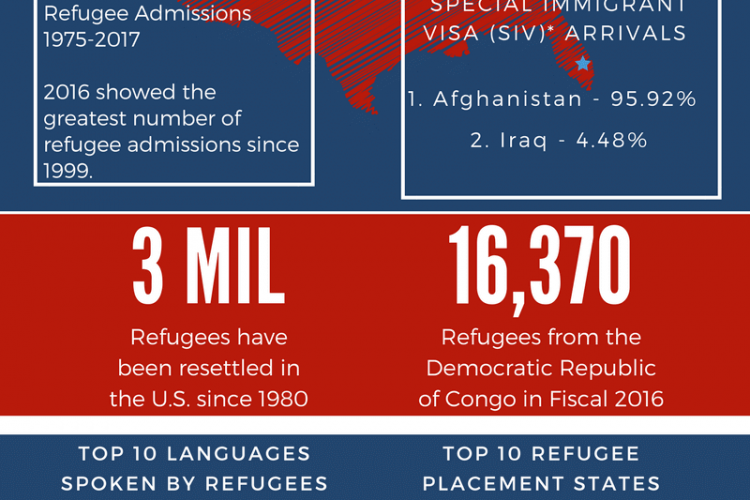 Refugee Admissions
1975-2017
2016 showed the
greatest number of
refugee admissions since
1999.
SPECIAL IMMIGRANT
VISA (SIV)* ARRIVALS
1. Afghanistan - 95.92%
2. Iraq - 4.48%
3 MIL
Refugees have
been resettled in
the U.S. since 1980
16,370
Refugees from the
Democratic Republic
of Congo in Fiscal 2016
TOP 10 LANGUAGES
SPOKEN BY REFUGEES
TOP 10 REFUGEE
PLACEMENT STATES